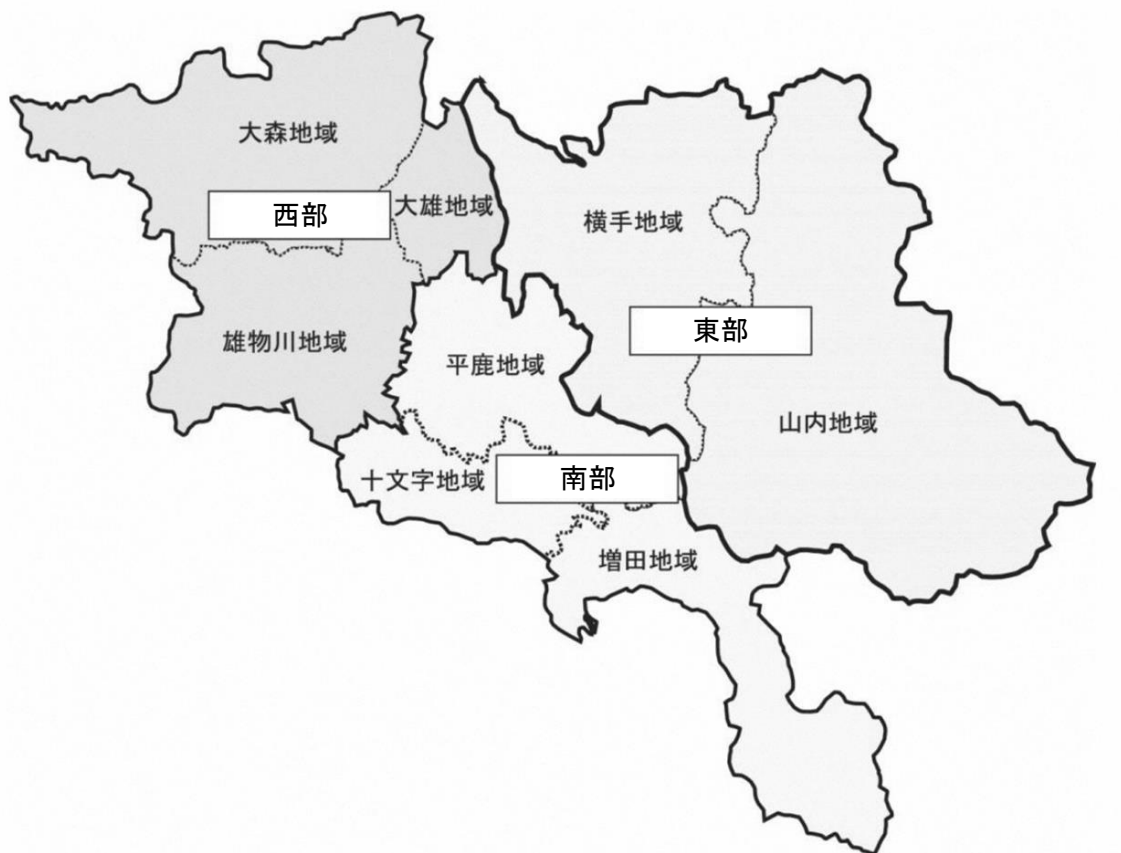 大森地域
西部
大雄地域
雄物川地域
横手地域
東部
山内地域
平鹿地域
十文字地域
南部
増田地域